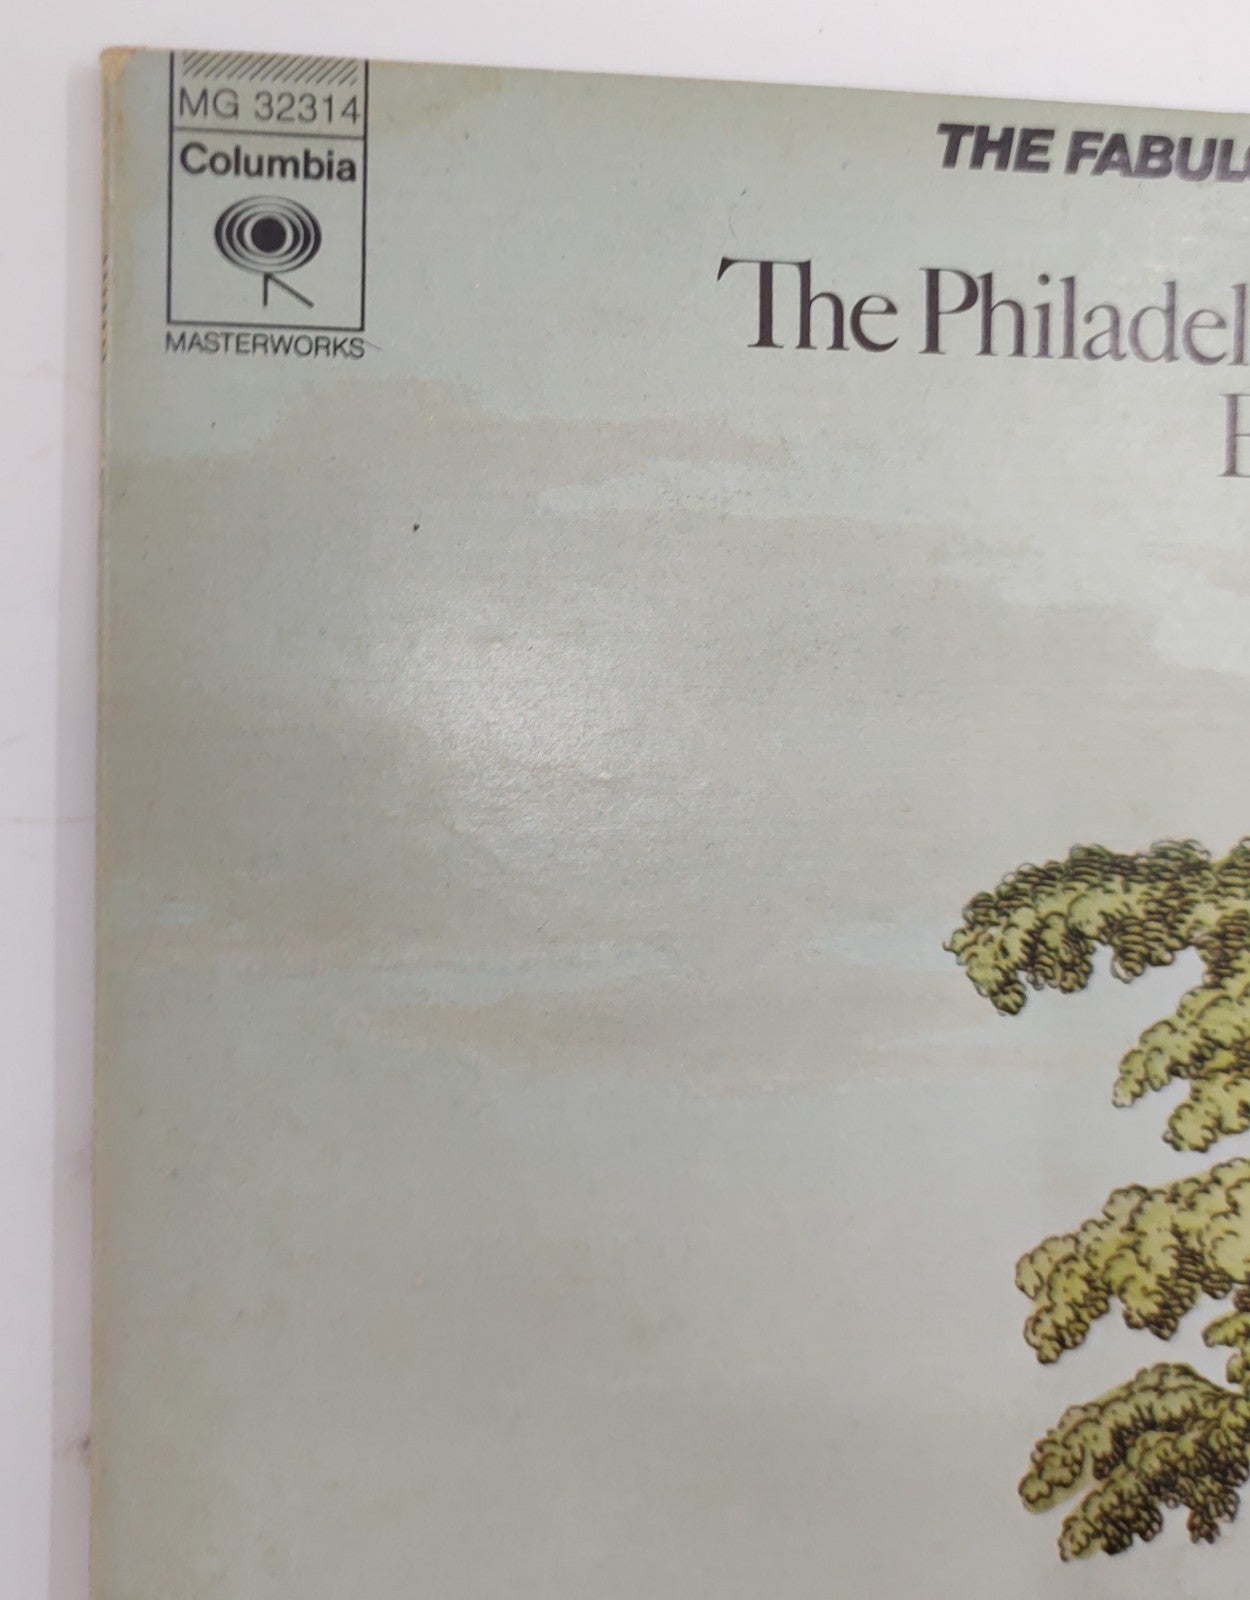 MG 32314
Columbia
MASTERWORKS
THE FABUL
The Philadel
E